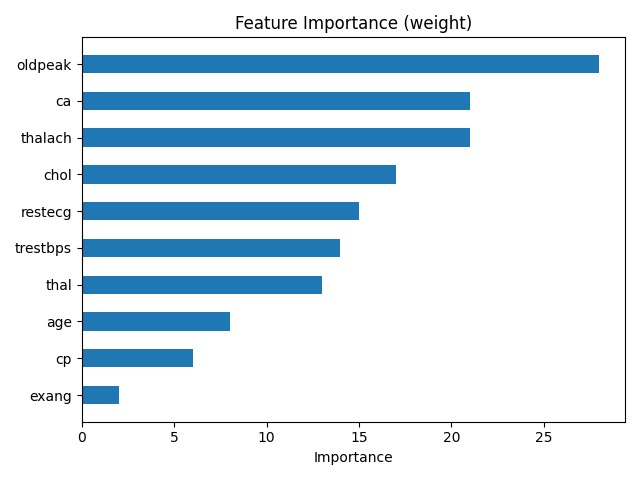 Feature Importance (weight)
oldpeak
ca
thalach
chol
restecg
trestbps
thal
age
cp
exang
0 5 10 15 20 25
Importance